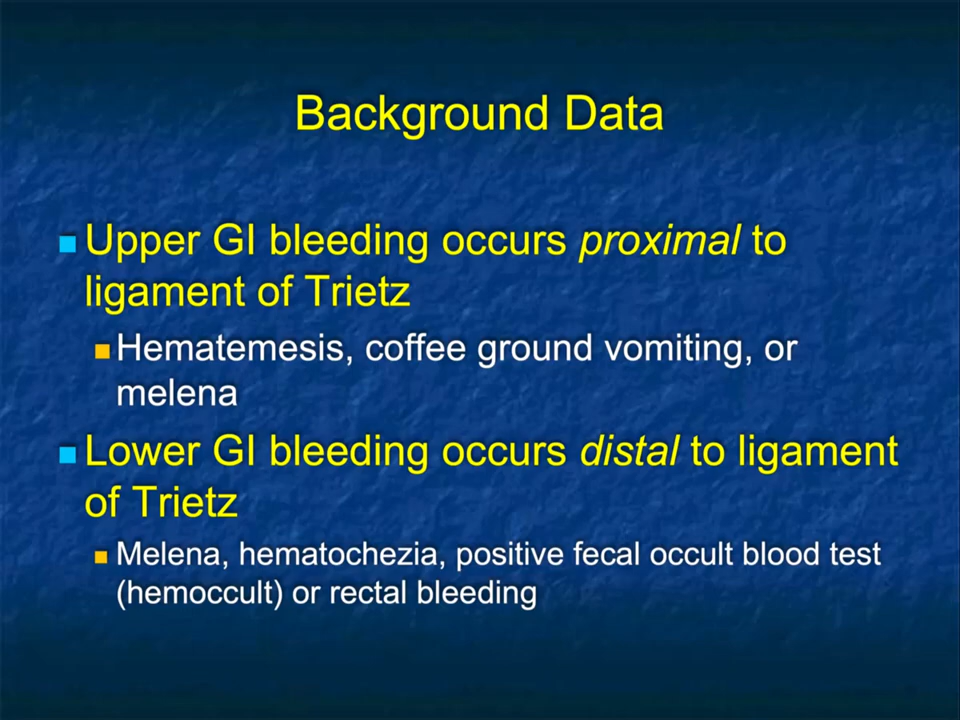 Background Data
Upper GI bleeding occurs proximal to
ligament of Trietz
Hematemesis, coffee ground vomiting, or
melena
Lower GI bleeding occurs distal to ligament
of Trietz
Melena, hematochezia, positive fecal occult blood test
(hemoccult) or rectal bleeding